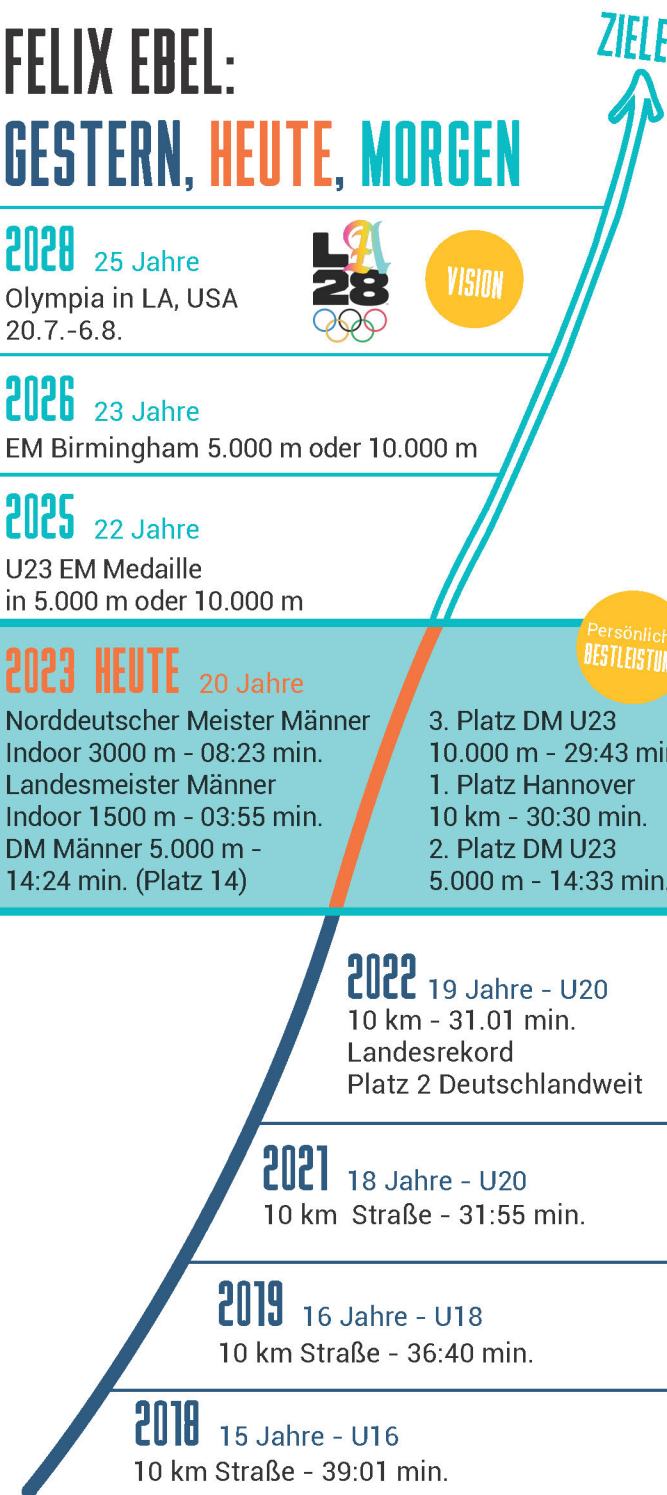 ZIELE
FELIX EBEL:
GESTERN, HEUTE, MORGEN
2028 25 Jahre
Olympia in LA, USA
20.7.-6.8.
LA
28
VISION
2026 23 Jahre
EM Birmingham 5.000 m oder 10.000 m
2025 22 Jahre
U23 EM Medaille
in 5.000 m oder 10.000 m
Persönlich
BESTLEISTUN
2023 HEUTE 20 Jahre
Norddeutscher Meister Männer
Indoor 3000 m - 08:23 min.
Landesmeister Männer
Indoor 1500 m - 03:55 min.
DM Männer 5.000 m -
14:24 min. (Platz 14)
3. Platz DM U23
10.000 m - 29:43 min
1. Platz Hannover
10 km - 30:30 min.
2. Platz DM U23
5.000 m - 14:33 min.
2022 19 Jahre - U20
10 km - 31.01 min.
Landesrekord
Platz 2 Deutschlandweit
2021 18 Jahre - U20
10 km Straße - 31:55 min.
2019 16 Jahre - U18
10 km Straße - 36:40 min.
2018 15 Jahre - U16
10 km Straße - 39:01 min.